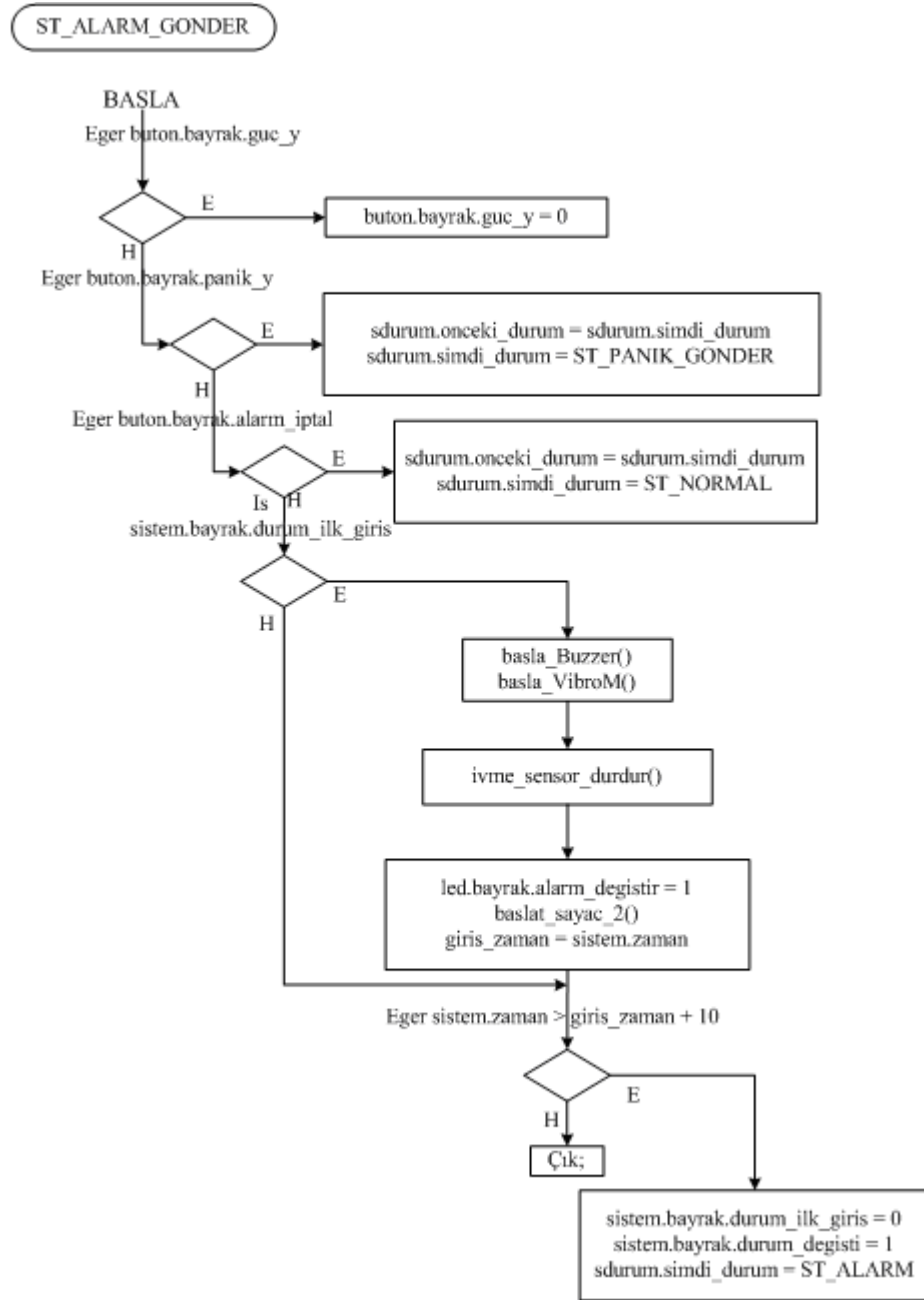 ST_ALARM_GONDER
BASLA
Eger buton.bayrak.guc_y
E
buton.bayrak.guc_y = 0
H
Eger buton.bayrak.panik_y
E
sdurum.onceki_durum = sdurum.simdi_durum
sdurum.simdi_durum = ST_PANIK_GONDER
H
Eger buton.bayrak.alarm_iptal
E
sdurum.onceki_durum = sdurum.simdi_durum
sdurum.simdi_durum = ST_NORMAL
H
Is
sistem.bayrak.durum_ilk_giris
E
H
basla_Buzzer()
basla_VibroM()
ivme_sensor_durdur()
led.bayrak.alarm_degistir = 1
baslat_sayac_2()
giris_zaman = sistem.zaman
Eger sistem.zaman > giris_zaman + 10
E
H
Çık;
sistem.bayrak.durum_ilk_giris = 0
sistem.bayrak.durum_degisti = 1
sdurum.simdi_durum = ST_ALARM